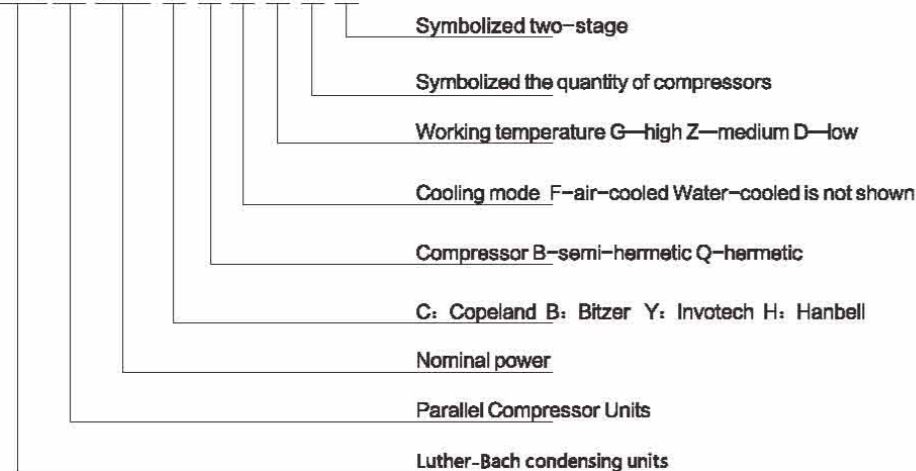 Symbolized two-stage
Symbolized the quantity of compressors
Working temperature G—high Z—medium D—low
Cooling mode F-air-cooled Water-cooled is not shown
Compressor B-semi-hermetic Q-hermetic
C: Copeland B: Bitzer Y: Invotech H: Hanbell
Nominal power
Parallel Compressor Units
Luther-Bach condensing units